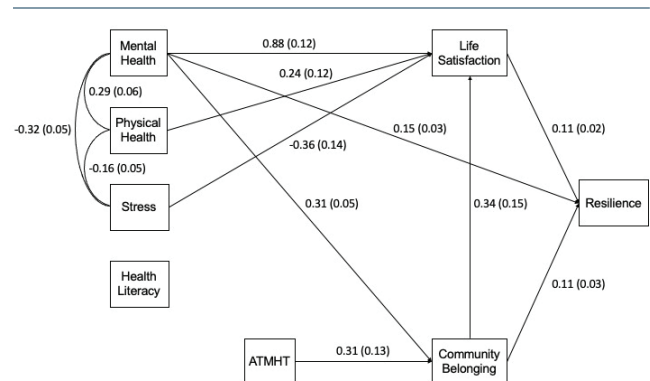 Mental
Health
0.88 (0.12)
Life
Satisfaction
0.24 (0.12)
0.29 (0.06)
-0.32 (0.05)
Physical
Health
0.15 (0.03)
0.11 (0.02)
-0.36 (0.14)
-0.16 (0.05)
Stress
0.31 (0.05)
0.34 (0.15)
Resilience
Health
Literacy
0.11 (0.03)
ATMHT
0.31 (0.13)
Community
Belonging